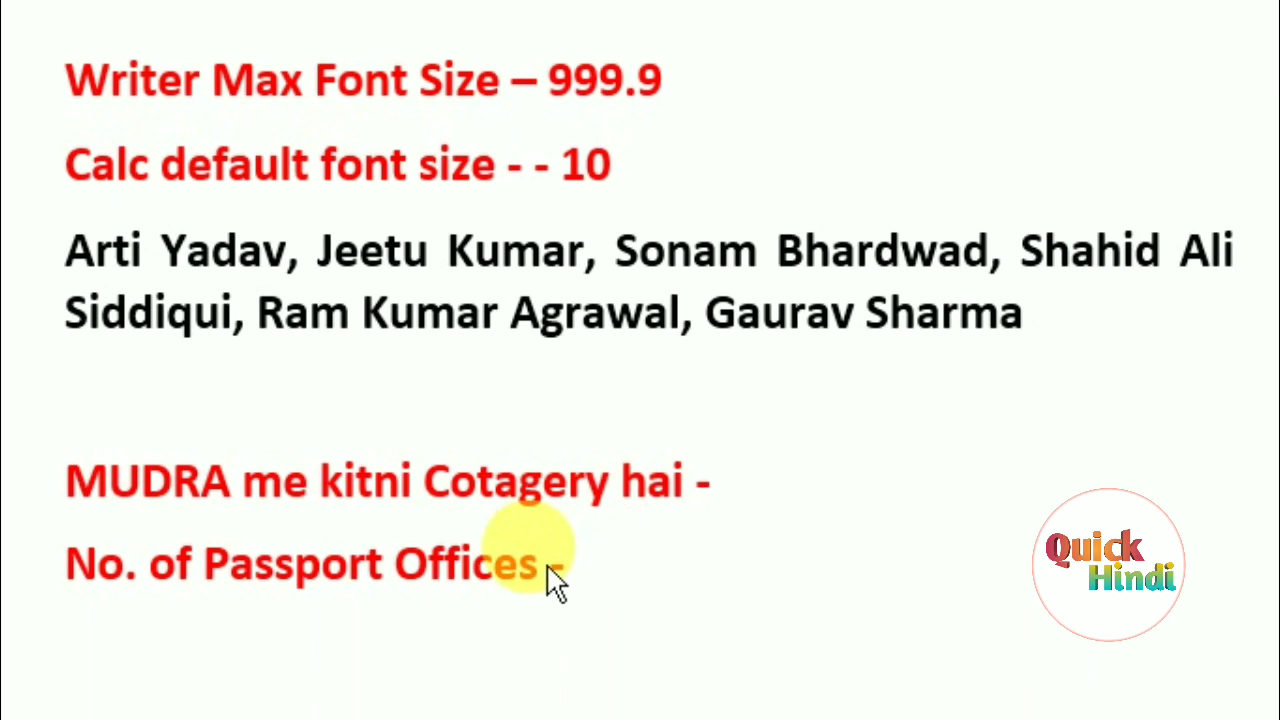 Writer Max Font Size – 999.9
Calc default font size - - 10
Arti Yadav, Jeetu Kumar, Sonam Bhardwad, Shahid Ali
Siddiqui, Ram Kumar Agrawal, Gaurav Sharma
MUDRA me kitni Cotagery hai -
No. of Passport Offices -
Quick
Hindi